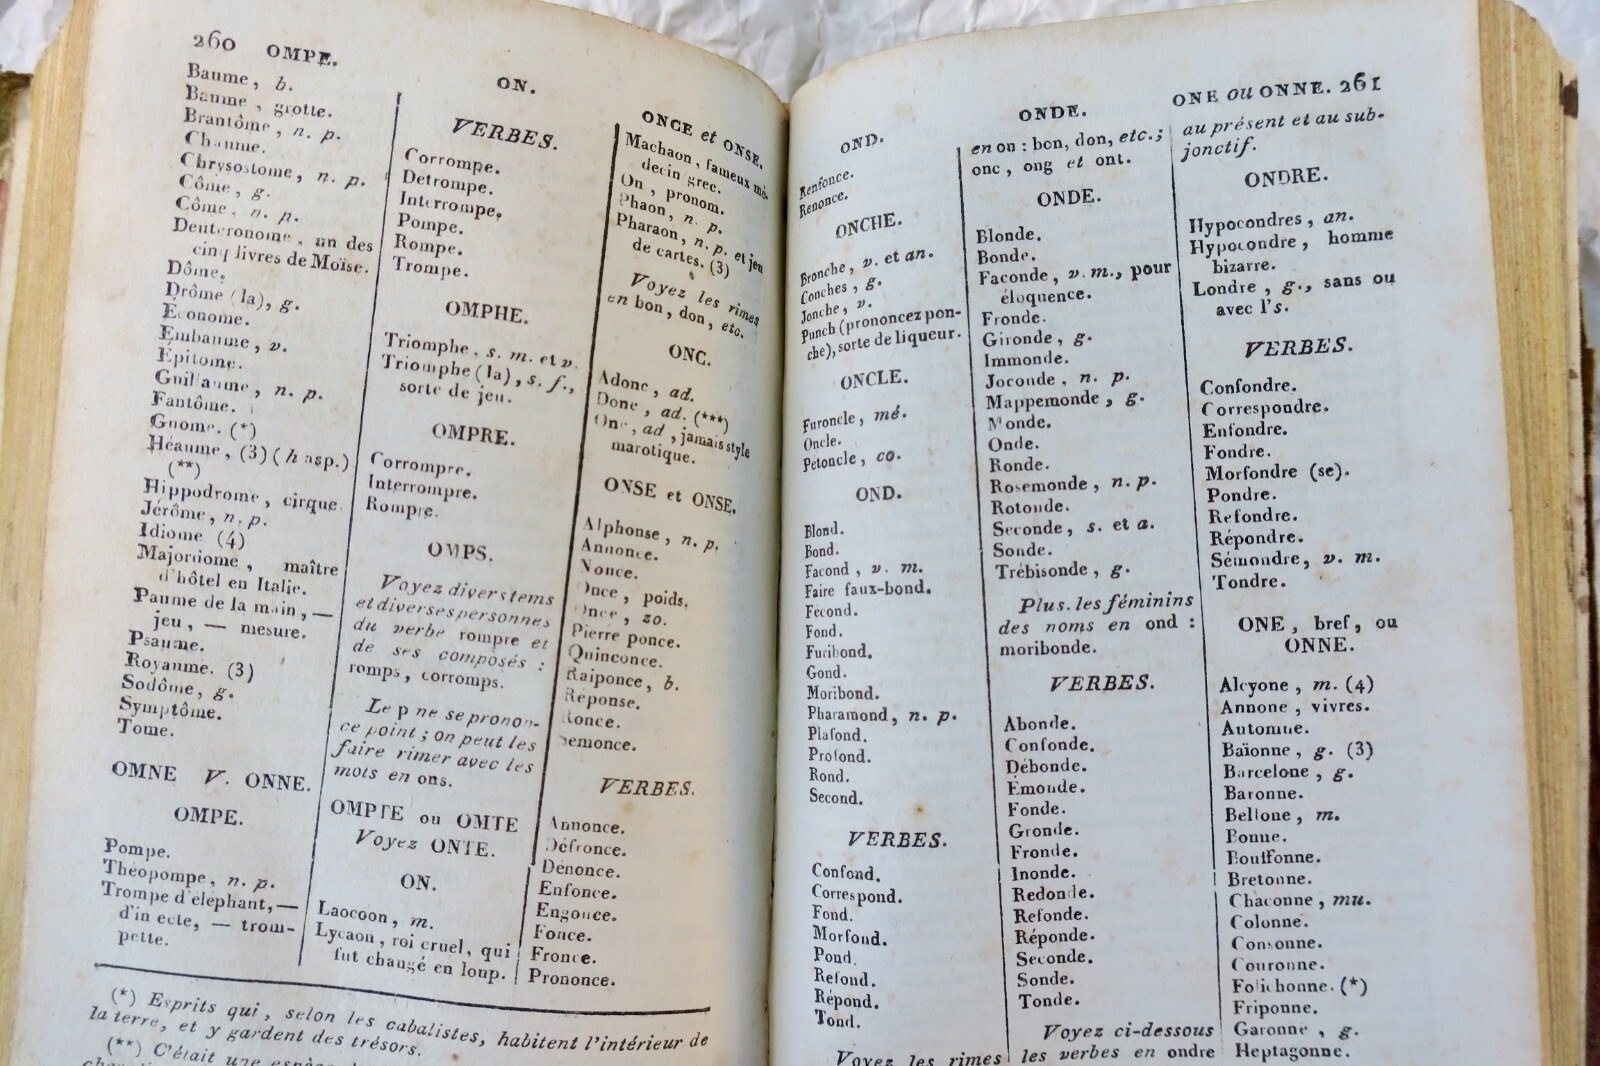 260 OMPE.
Baume, b.
Baume, grotte.
Brantôme, n. p.
Chaume.
Chrysostome, n. p.
Côme, g.
Côme, n. p.
Deuteronome, un des
cinq livres de Moïse.
Dôme.
Drôme (la), g.
Économe.
Embaume, v.
Épitome.
Guillaume, n. p.
Fantôme.
Gnome. (*)
Héaume, (3) (h asp.)
(**)
Hippodrome, cirque.
Jérôme, n. p.
Idiome (4)
Majordome, maître
d'hôtel en Italie.
Paume de la main, —
jeu, — mesure.
Psaume.
Royaume. (3)
Sodôme, g.
Symptôme.
Tome.
OMNE V. ONNE.
OMPE.
Pompe.
Théopompe, n. p.
Trompe d'éléphant, —
d'insecte, — trom-
pette.
ON.
VERBES.
Corrompe.
Detrompe.
Interrompe.
Pompe.
Rompe.
Trompe.
OMPHE.
Triomphe, s. m. et v.
Triomphe (la), s. f.,
sorte de jeu.
OMPRE.
Corrompre.
Interrompre.
Rompre.
OMPS.
Voyez divers tems
et diverses personnes
du verbe rompre et
de ses composés :
romps, corromps.
Le p ne se pronon-
ce point; on peut les
faire rimer avec les
mots en ons.
OMPTE ou OMTE
Voyez ONTE.
ON.
Laocoon, m.
Lycaon, roi cruel, qui
fut changé en loup.
ONCE et ONSE.
Machaon, fameux mé-
decin grec.
On, pronom.
Phaon, n. p.
Pharaon, n. p. et jeu
de cartes. (3)
Voyez les rimes
en bon, don, etc.
ONC.
Adonc, ad.
Donc, ad. (***)
Onc, ad, jamais style
marotique.
ONSE et ONSE.
Alphonse, n. p.
Annonce.
Nonce.
Once, poids.
Once, zo.
Pierre ponce.
Quinconce.
Raiponce, b.
Réponse.
Ronce.
Semonce.
VERBES.
Annonce.
Défronce.
Dénonce.
Enfonce.
Engonce.
Fonce.
Fronce.
Prononce.
(*) Esprits qui, selon les cabalistes, habitent l'intérieur de
la terre, et y gardent des trésors.
(**) C'était une
OND.
Renfonce.
Renonce.
ONCHE.
Bronche, v. et an.
Conches, g.
Jonche, v.
Punch (prononcez pon-
che), sorte de liqueur.
ONCLE.
Furoncle, mé.
Oncle.
Pétoncle, co.
OND.
Blond.
Bond.
Facond, v. m.
Faire faux-bond.
Fécond.
Fond.
Furibond.
Gond.
Moribond.
Pharamond, n. p.
Plafond.
Profond.
Rond.
Second.
VERBES.
Confond.
Correspond.
Fond.
Morfond.
Pond.
Refond.
Répond.
Tond.
Voyez les rimes
ONDE.
en on : bon, don, etc.;
onc, ong et ont.
ONDE.
Blonde.
Bonde.
Faconde, v. m., pour
éloquence.
Fronde.
Gironde, g.
Immonde.
Joconde, n. p.
Mappemonde, g.
Monde.
Onde.
Ronde.
Rosemonde, n. p.
Rotonde.
Seconde, s. et a.
Sonde.
Trébisonde, g.
Plus. les féminins
des noms en ond :
moribonde.
VERBES.
Abonde.
Confonde.
Débonde.
Émonde.
Fonde.
Gronde.
Fronde.
Inonde.
Redonde.
Refonde.
Réponde.
Seconde.
Sonde.
Tonde.
Voyez ci-dessous
les verbes en ondre
ONE ou ONNE. 261
au présent et au sub-
jonctif.
ONDRE.
Hypocondres, an.
Hypocondre, homme
bizarre.
Londre, g., sans ou
avec l's.
VERBES.
Confondre.
Correspondre.
Enfondre.
Fondre.
Morfondre (se).
Pondre.
Refondre.
Répondre.
Sémondre, v. m.
Tondre.
ONE, bref, ou
ONNE.
Alcyone, m. (4)
Annone, vivres.
Automne.
Baïonne, g. (3)
Barcelone, g.
Baronne.
Bellone, m.
Bonne.
Bouffonne.
Bretonne.
Chaconne, mu.
Colonne.
Consonne.
Couronne.
Folichonne. (*)
Friponne.
Garonne, g.
Heptagonne.